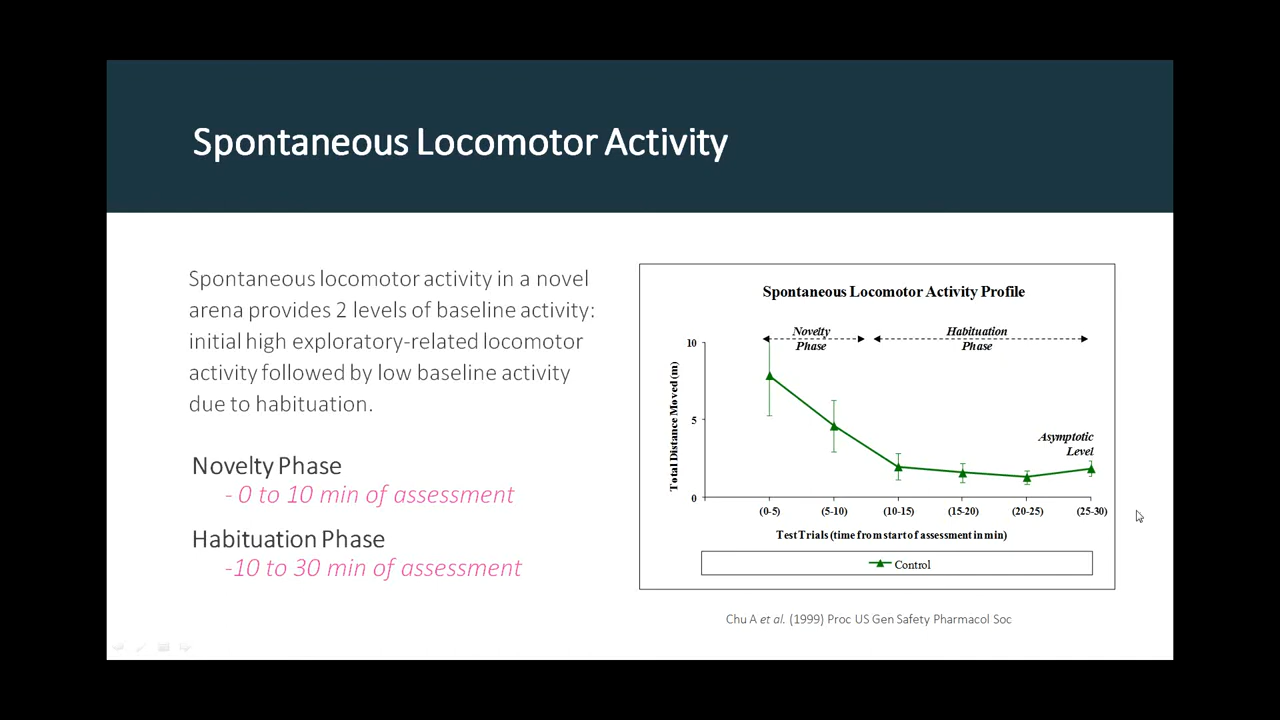 Spontaneous Locomotor Activity
Spontaneous locomotor activity in a novel
arena provides 2 levels of baseline activity:
initial high exploratory-related locomotor
activity followed by low baseline activity
due to habituation.
Novelty Phase
- 0 to 10 min of assessment
Habituation Phase
-10 to 30 min of assessment
Spontaneous Locomotor Activity Profile
Novelty
Phase
Habituation
Phase
Asymptotic
Level
Total Distance Moved (m)
10
5
0
(0-5) (5-10) (10-15) (15-20) (20-25) (25-30)
Test Trials (time from start of assessment in min)
Control
Chu A et al. (1999) Proc US Gen Safety Pharmacol Soc